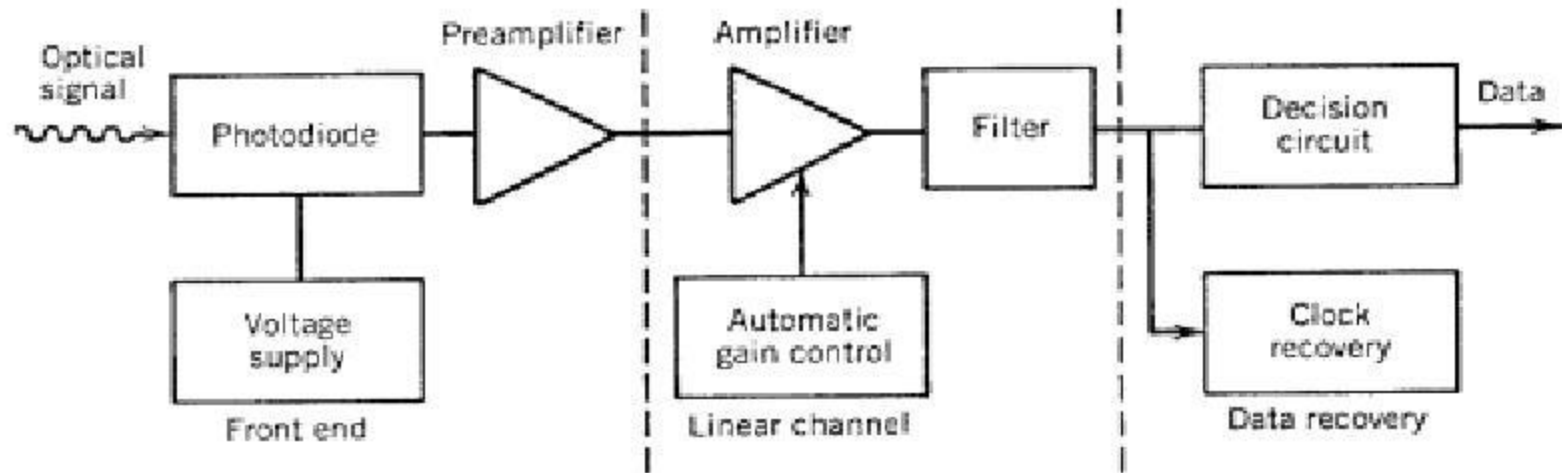 Optical
signal
Photodiode
Preamplifier
Amplifier
Filter
Decision
circuit
Data
Voltage
supply
Front end
Automatic
gain control
Linear channel
Clock
recovery
Data recovery